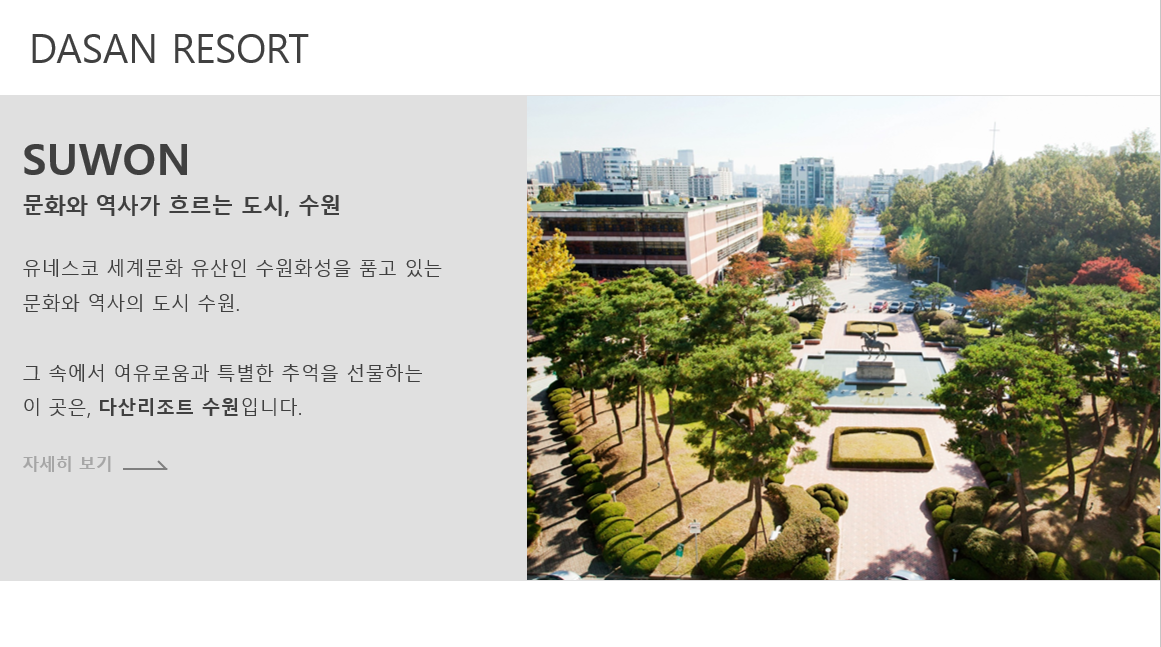 DASAN RESORT
SUWON
문화와 역사가 흐르는 도시, 수원
유네스코 세계문화 유산인 수원화성을 품고 있는
문화와 역사의 도시 수원.
그 속에서 여유로움과 특별한 추억을 선물하는
이 곳은, 다산리조트 수원입니다.
자세히 보기